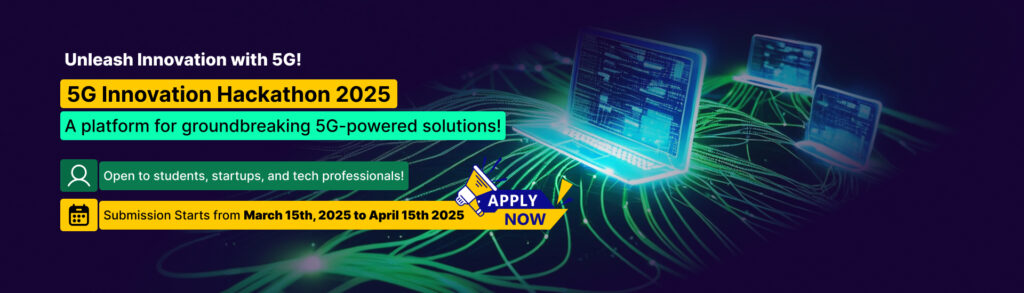 Unleash Innovation with 5G!
5G Innovation Hackathon 2025
A platform for groundbreaking 5G-powered solutions!
Open to students, startups, and tech professionals!
Submission Starts from March 15th, 2025 to April 15th 2025
APPLY
NOW